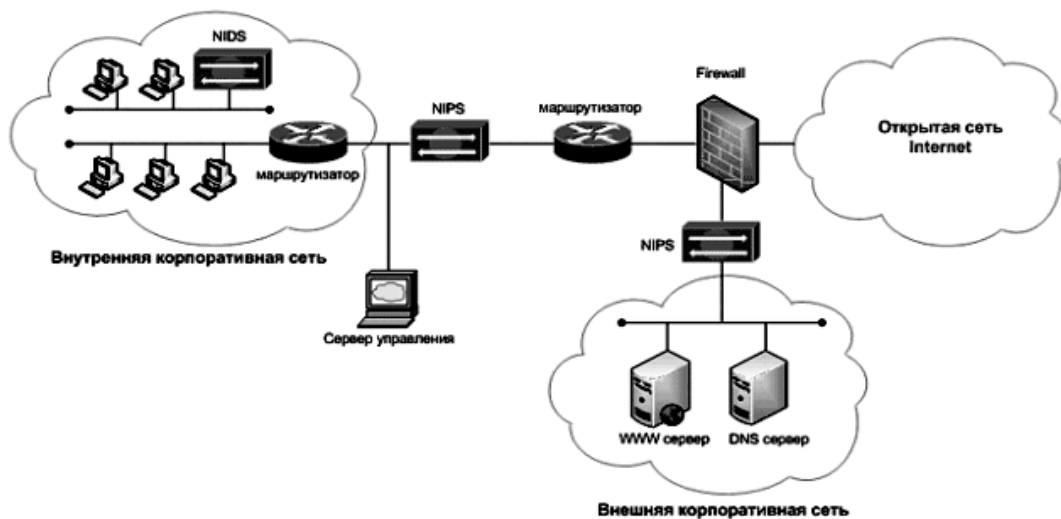 NIDS
Firewall
NIPS
маршрутизатор
Открытая сеть
Internet
маршрутизатор
NIPS
Внутренняя корпоративная сеть
Сервер управления
WWW сервер
DNS сервер
Внешняя корпоративная сеть